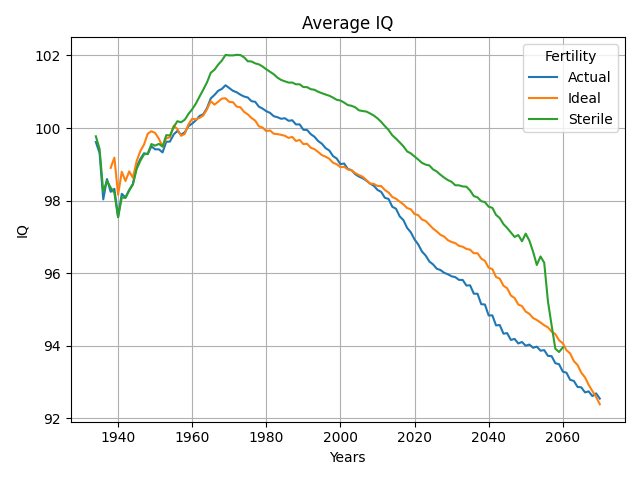 Average IQ
Fertility
Actual
Ideal
Sterile
IQ
102
100
98
96
94
92
1940 1960 1980 2000 2020 2040 2060
Years